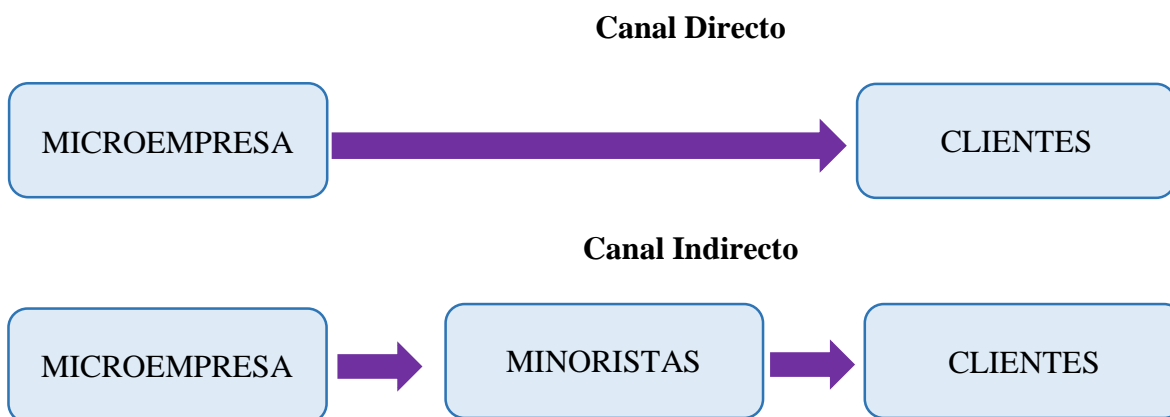 Canal Directo
MICROEMPRESA
CLIENTES
Canal Indirecto
MICROEMPRESA
MINORISTAS
CLIENTES